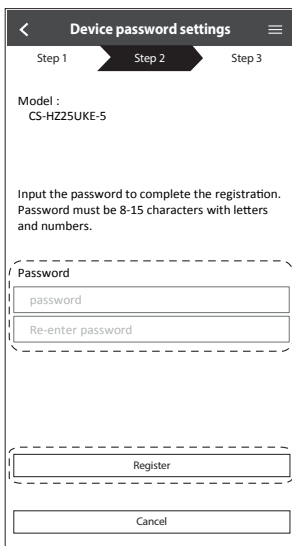 Device password settings
Step 1
Step 2
Step 3
Model :
CS-HZ25UKE-5
Input the password to complete the registration.
Password must be 8-15 characters with letters
and numbers.
Password
password
Re-enter password
Register
Cancel